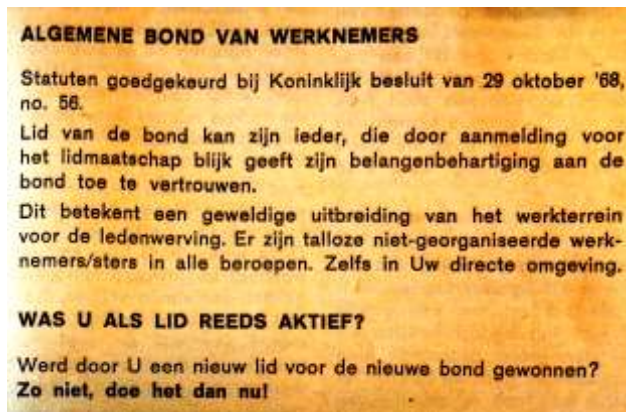 ALGEMENE BOND VAN WERKNEMERS
Statuten goedgekeurd bij Koninklijk besluit van 29 oktober '68,
no. 56.
Lid van de bond kan zijn ieder, die door aanmelding voor
het lidmaatschap blijk geeft zijn belangenbehartiging aan de
bond toe te vertrouwen.
Dit betekent een geweldige uitbreiding van het werkterrein
voor de ledenwerving. Er zijn talloze niet-georganiseerde werk-
nemers/sters in alle beroepen. Zelfs in Uw directe omgeving.
WAS U ALS LID REEDS AKTIEF?
Werd door U een nieuw lid voor de nieuwe bond gewonnen?
Zo niet, doe het dan nu!